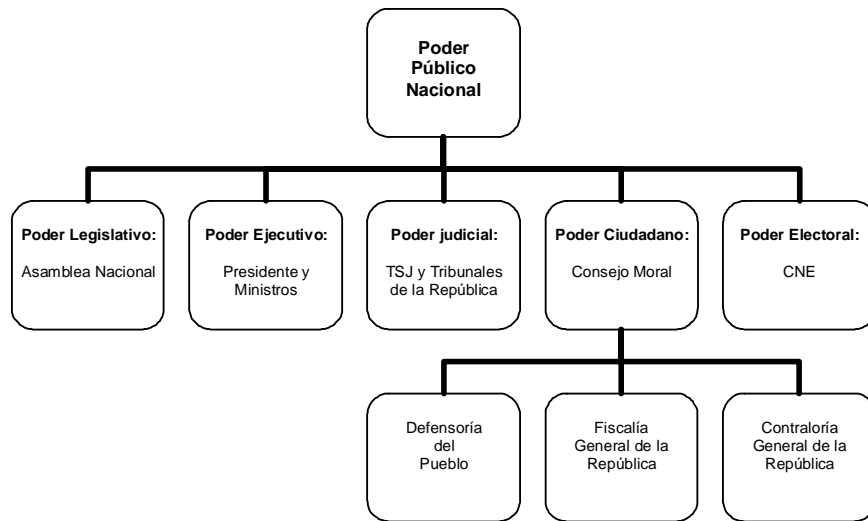 Poder
Público
Nacional
Poder Legislativo:
Asamblea Nacional
Poder Ejecutivo:
Presidente y
Ministros
Poder judicial:
TSJ y Tribunales
de la República
Poder Ciudadano:
Consejo Moral
Poder Electoral:
CNE
Defensoría
del
Pueblo
Fiscalía
General de la
República
Contraloría
General de la
República